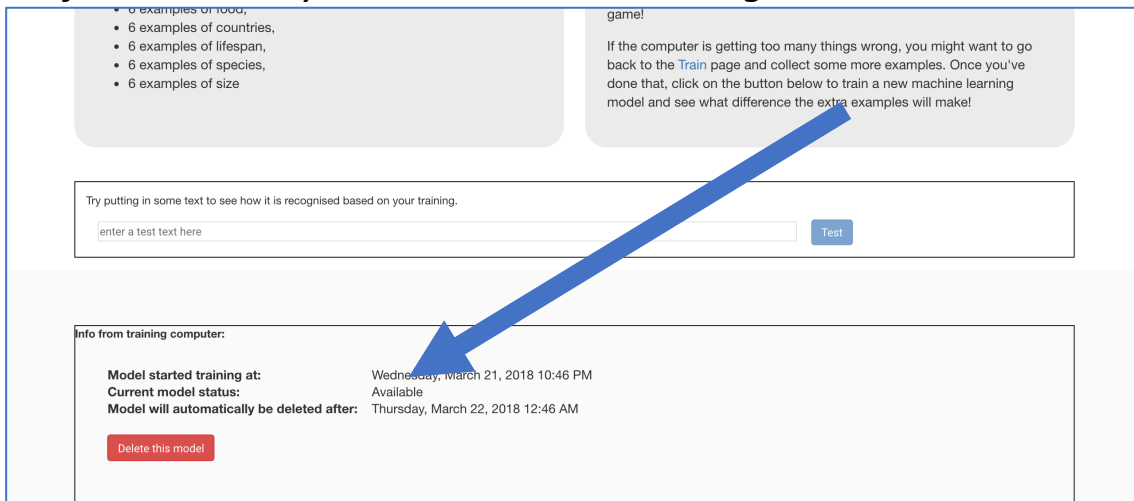 • 6 examples of food,
game!
• 6 examples of countries,
• 6 examples of lifespan,
• 6 examples of species,
• 6 examples of size
If the computer is getting too many things wrong, you might want to go
back to the Train page and collect some more examples. Once you've
done that, click on the button below to train a new machine learning
model and see what difference the extra examples will make!
Try putting in some text to see how it is recognised based on your training.
enter a test text here
Test
Info from training computer:
Model started training at: Wednesday, March 21, 2018 10:46 PM
Current model status: Available
Model will automatically be deleted after: Thursday, March 22, 2018 12:46 AM
Delete this model